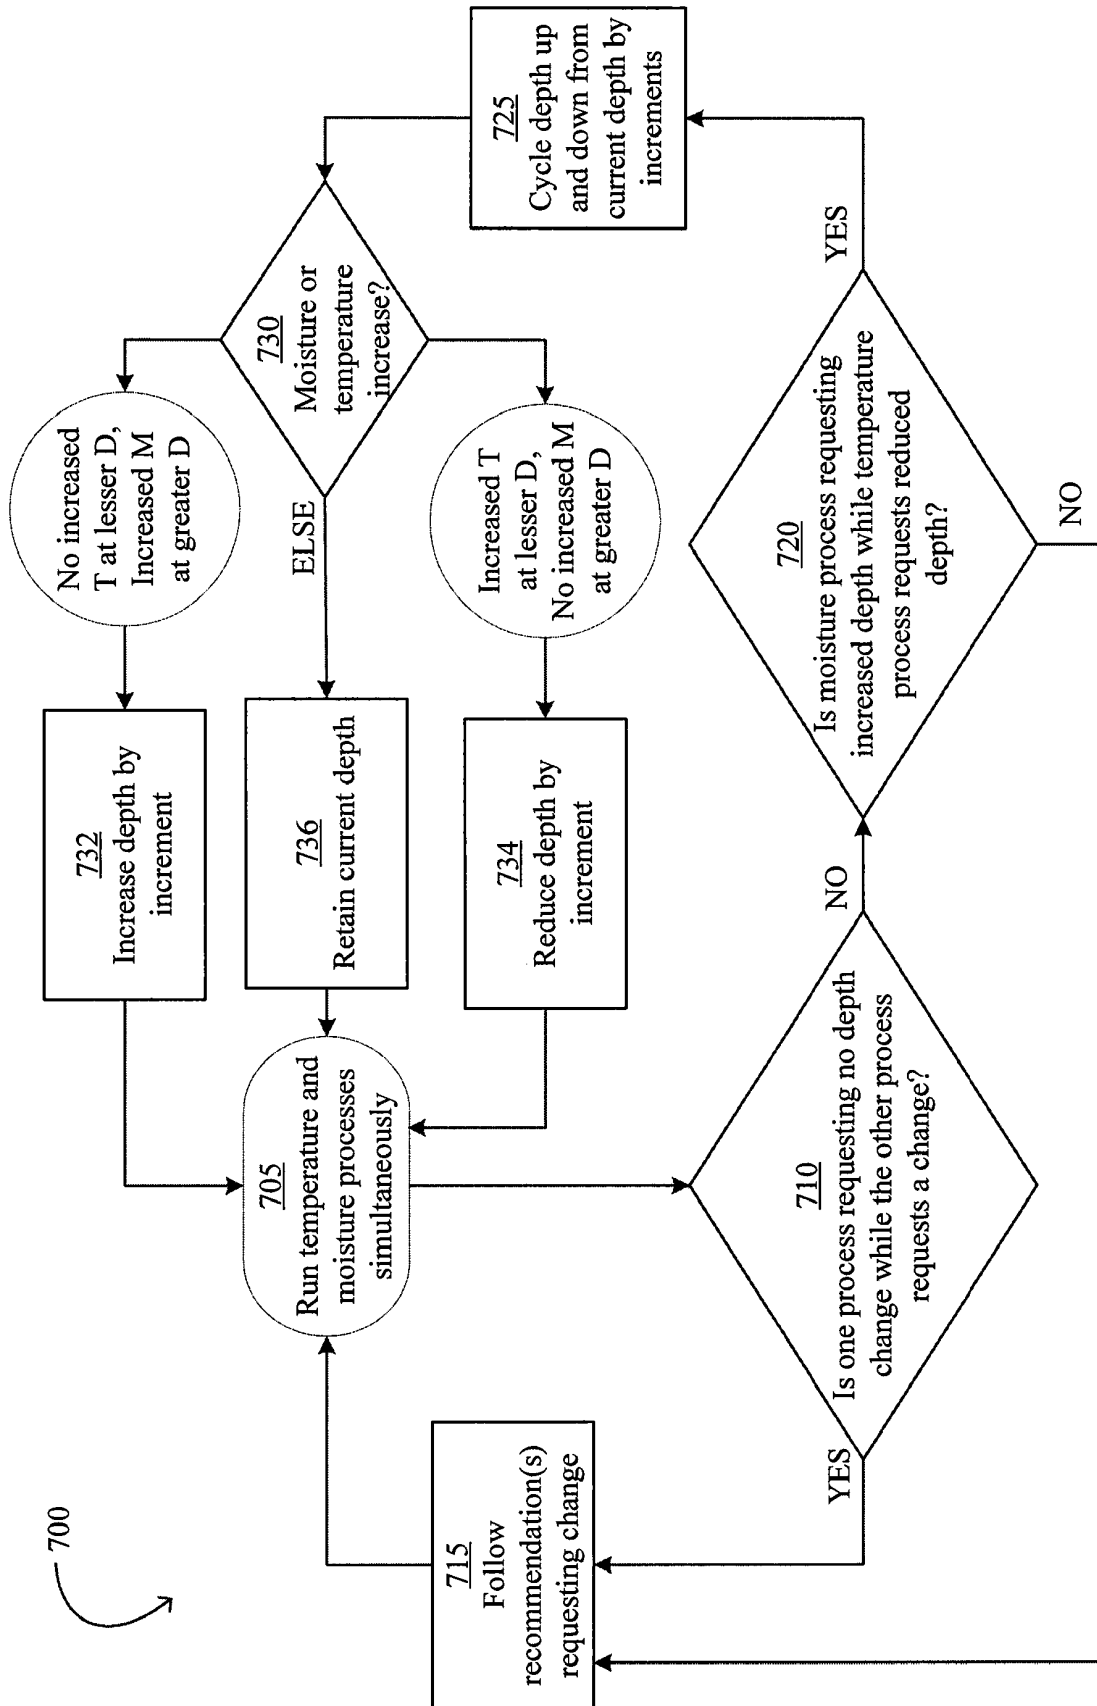 700
705
Run temperature and
moisture processes
simultaneously
710
Is one process requesting no depth
change while the other process
requests a change?
YES
NO
715
Follow
recommendation(s)
requesting change
720
Is moisture process requesting
increased depth while temperature
process requests reduced
depth?
YES
NO
725
Cycle depth up
and down from
current depth by
increments
730
Moisture or
temperature
increase?
No increased
T at lesser D,
Increased M
at greater D
ELSE
Increased T
at lesser D,
No increased M
at greater D
732
Increase depth by
increment
736
Retain current depth
734
Reduce depth by
increment